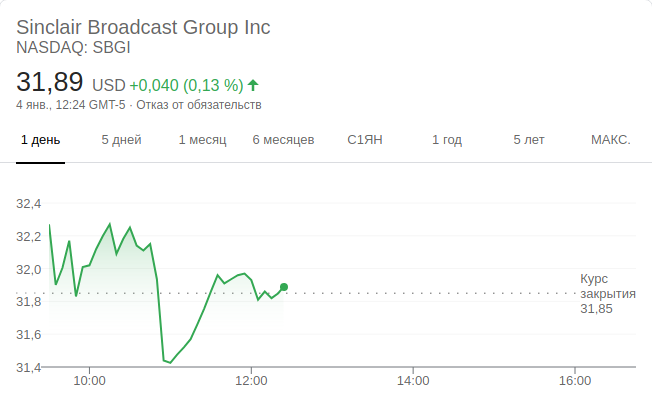 Sinclair Broadcast Group Inc
NASDAQ: SBGI
31,89 USD +0,040 (0,13 %)
4 янв., 12:24 GMT-5 · Отказ от обязательств
1 день 5 дней 1 месяц 6 месяцев С1ЯН 1 год 5 лет МАКС.
32,4
32,2
32,0
31,8
31,6
31,4
Курс
закрытия
31,85
10:00 12:00 14:00 16:00